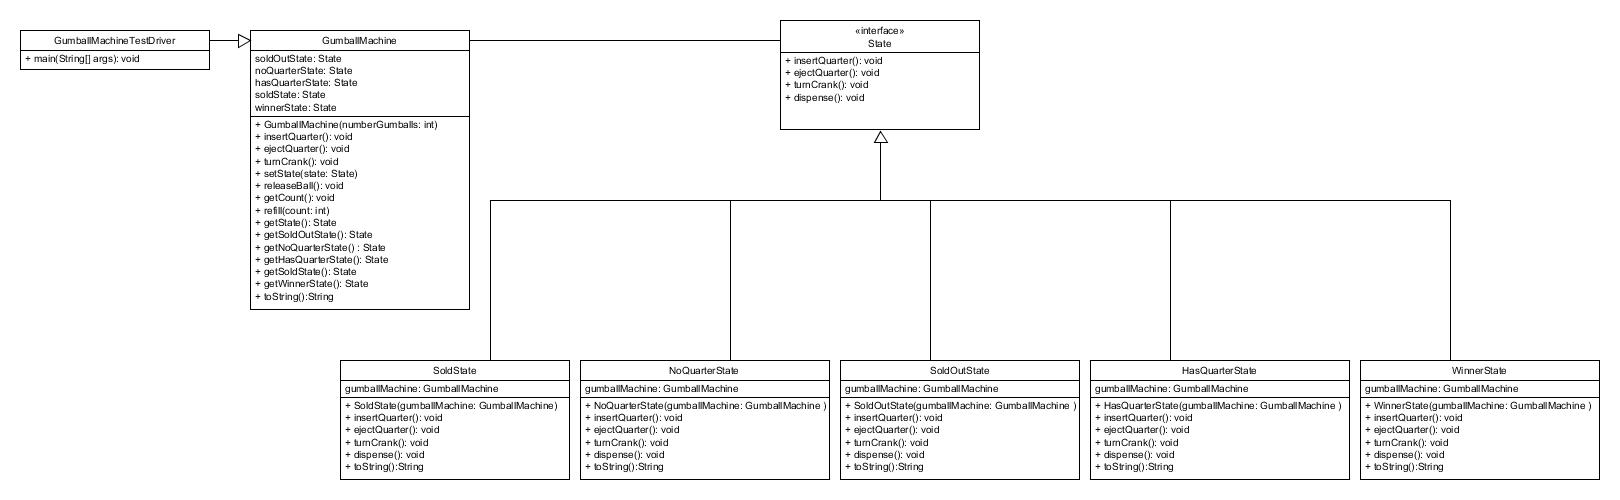 GumballMachineTestDriver
+ main(String[] args): void
GumballMachine
soldOutState: State
noQuarterState: State
hasQuarterState: State
soldState: State
winnerState: State
+ GumballMachine(numberGumballs: int)
+ insertQuarter(): void
+ ejectQuarter(): void
+ turnCrank(): void
+ setState(state: State)
+ releaseBall(): void
+ getCount(): void
+ refill(count: int)
+ getState(): State
+ getSoldOutState(): State
+ getNoQuarterState() : State
+ getHasQuarterState(): State
+ getSoldState(): State
+ getWinnerState(): State
+ toString():String
«interface»
State
+ insertQuarter(): void
+ ejectQuarter(): void
+ turnCrank(): void
+ dispense(): void
SoldState
gumballMachine: GumballMachine
+ SoldState(gumballMachine: GumballMachine)
+ insertQuarter(): void
+ ejectQuarter(): void
+ turnCrank(): void
+ dispense(): void
+ toString():String
NoQuarterState
gumballMachine: GumballMachine
+ NoQuarterState(gumballMachine: GumballMachine )
+ insertQuarter(): void
+ ejectQuarter(): void
+ turnCrank(): void
+ dispense(): void
+ toString():String
SoldOutState
gumballMachine: GumballMachine
+ SoldOutState(gumballMachine: GumballMachine )
+ insertQuarter(): void
+ ejectQuarter(): void
+ turnCrank(): void
+ dispense(): void
+ toString():String
HasQuarterState
gumballMachine: GumballMachine
+ HasQuarterState(gumballMachine: GumballMachine )
+ insertQuarter(): void
+ ejectQuarter(): void
+ turnCrank(): void
+ dispense(): void
+ toString():String
WinnerState
gumballMachine: GumballMachine
+ WinnerState(gumballMachine: GumballMachine )
+ insertQuarter(): void
+ ejectQuarter(): void
+ turnCrank(): void
+ dispense(): void
+ toString():String